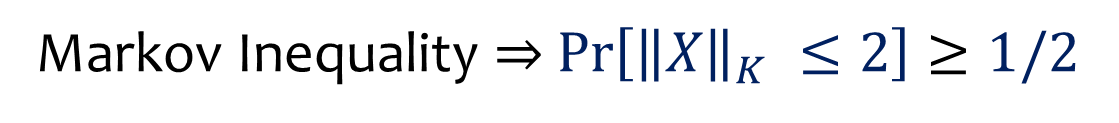 Markov Inequality ⇒ Pr[‖X‖_K ≤ 2] ≥ 1/2